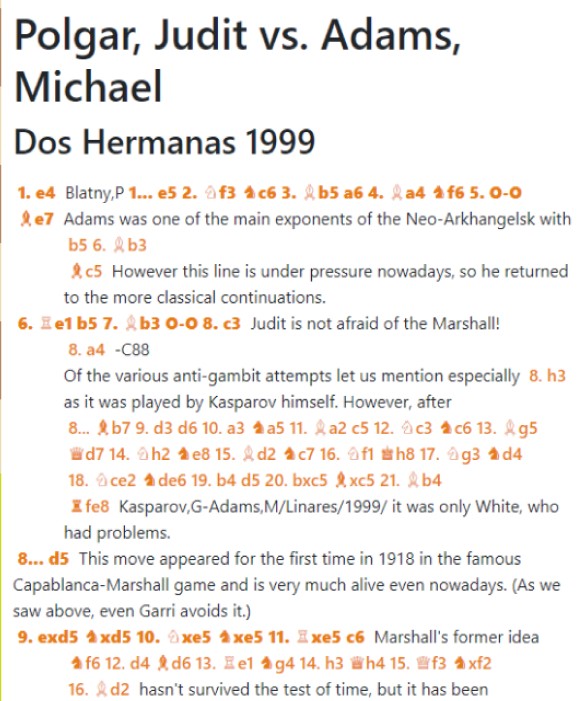 Polgar, Judit vs. Adams,
Michael
Dos Hermanas 1999
1. e4 Blatny,P 1... e5 2. ♘f3 ♞c6 3. ♗b5 a6 4. ♗a4 ♞f6 5. O-O
♝e7 Adams was one of the main exponents of the Neo-Arkhangelsk with
b5 6. ♗b3
♝c5 However this line is under pressure nowadays, so he returned
to the more classical continuations.
6. ♖e1 b5 7. ♗b3 O-O 8. c3 Judit is not afraid of the Marshall!
8. a4 -C88
Of the various anti-gambit attempts let us mention especially 8. h3
as it was played by Kasparov himself. However, after
8... ♝b7 9. d3 d6 10. a3 ♞a5 11. ♗a2 c5 12. ♘c3 ♞c6 13. ♗g5
♛d7 14. ♘h2 ♞e8 15. ♗d2 ♞c7 16. ♘f1 ♚h8 17. ♘g3 ♞d4
18. ♘ce2 ♞de6 19. b4 d5 20. bxc5 ♝xc5 21. ♗b4
♜fe8 Kasparov,G-Adams,M/Linares/1999/ it was only White, who
had problems.
8... d5 This move appeared for the first time in 1918 in the famous
Capablanca-Marshall game and is very much alive even nowadays. (As we
saw above, even Garri avoids it.)
9. exd5 ♞xd5 10. ♘xe5 ♞xe5 11. ♖xe5 c6 Marshall's former idea
♞f6 12. d4 ♝d6 13. ♖e1 ♞g4 14. h3 ♛h4 15. ♕f3 ♞xf2
16. ♗d2 hasn't survived the test of time, but it has been